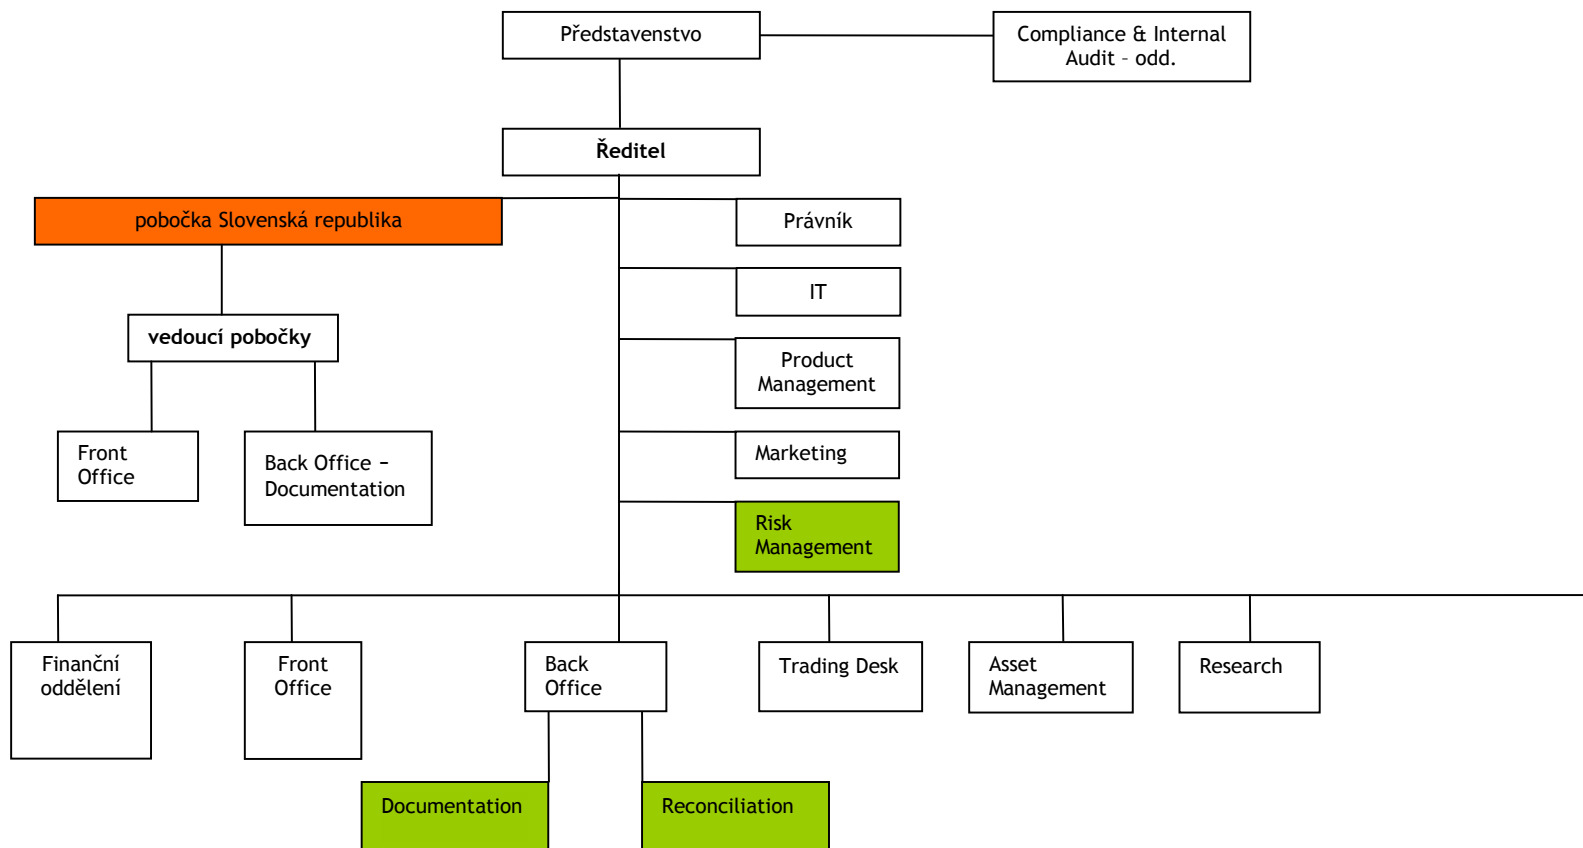 Představenstvo
Compliance & Internal
Audit - odd.
Ředitel
pobočka Slovenská republika
Právník
IT
vedoucí pobočky
Product
Management
Front
Office
Back Office –
Documentation
Marketing
Risk
Management
Finanční
oddělení
Front
Office
Back
Office
Trading Desk
Asset
Management
Research
Documentation
Reconciliation